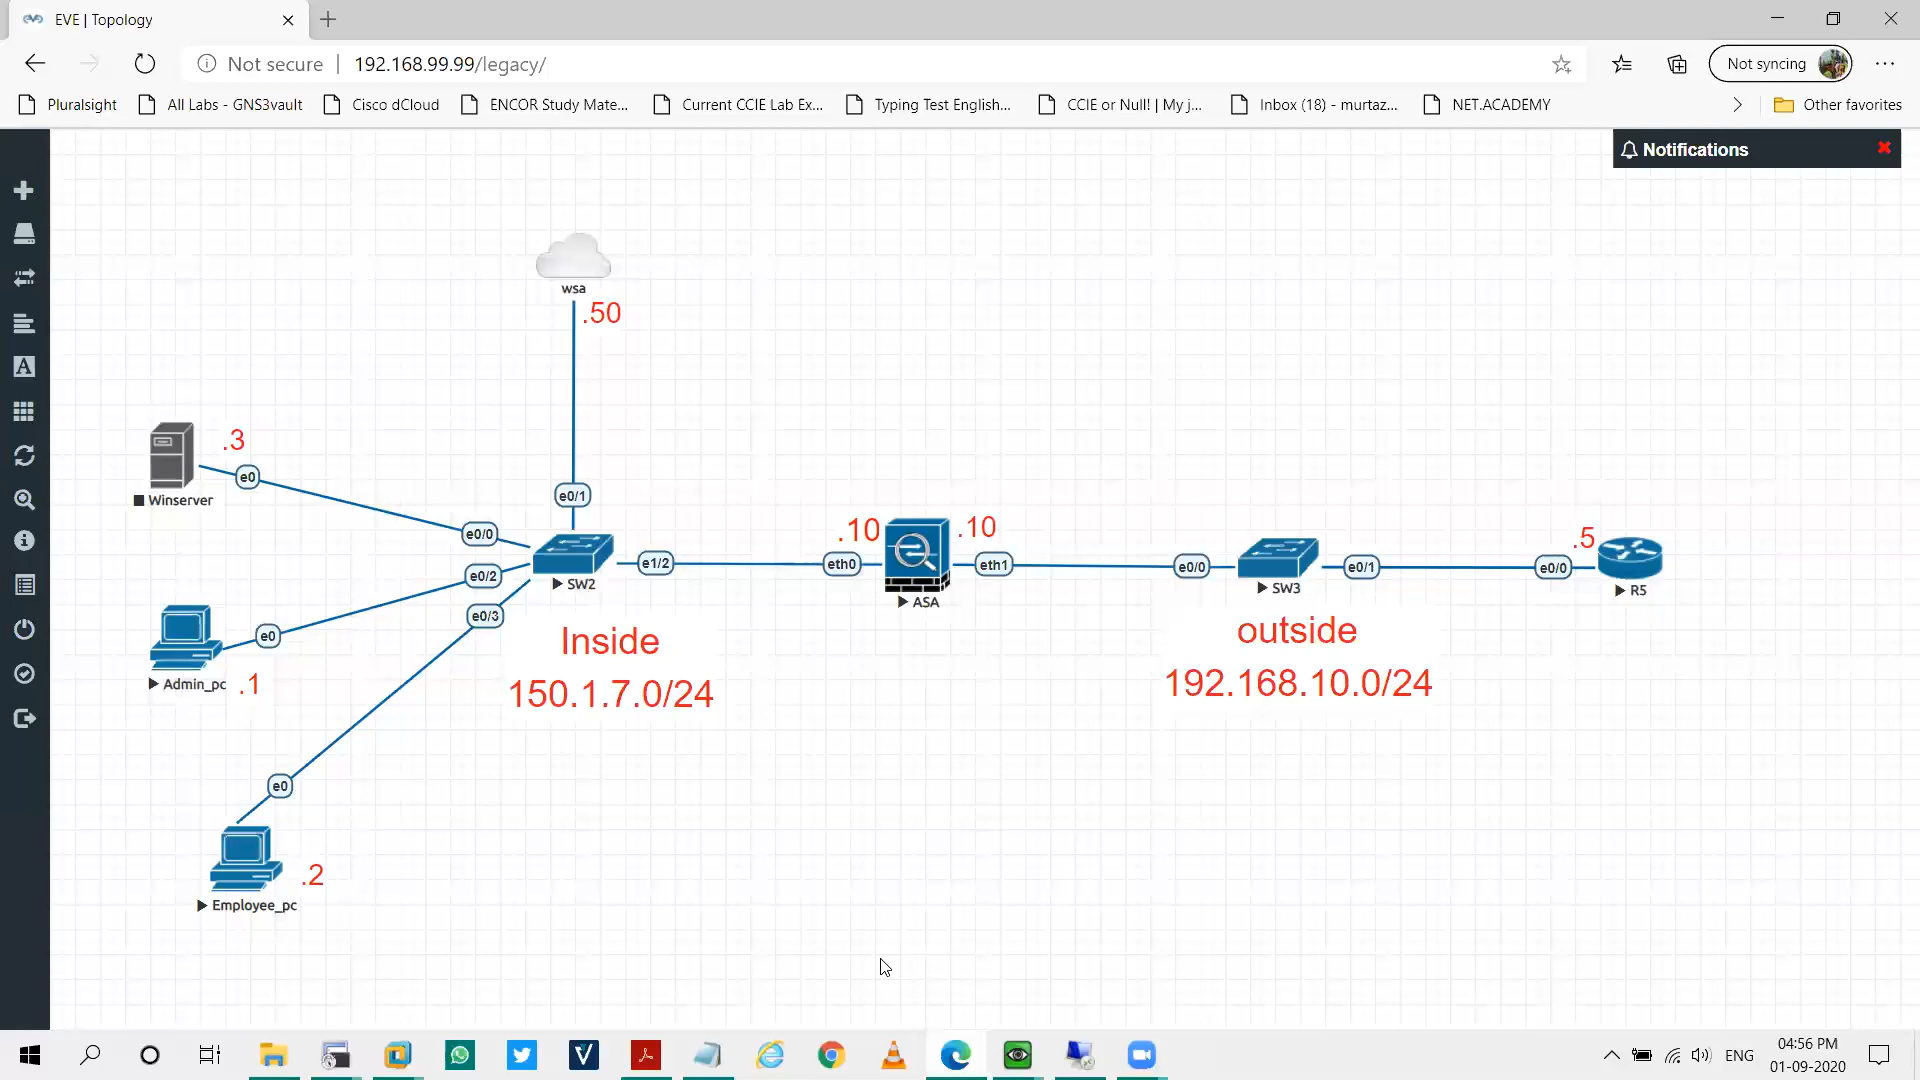 EVE | Topology
Not secure | 192.168.99.99/legacy/
Not syncing
Pluralsight
All Labs - GNS3vault
Cisco dCloud
ENCOR Study Mate...
Current CCIE Lab Ex...
Typing Test English...
CCIE or Null! | My j...
Inbox (18) - murtaz...
NET.ACADEMY
Other favorites
Notifications
wsa
.50
.3
e0
Winserver
e0/1
e0/0
SW2
e1/2
.10
eth0
ASA
.10
eth1
e0/0
SW3
e0/1
.5
e0/0
R5
e0/2
e0
Admin_pc
.1
e0/3
Inside
150.1.7.0/24
outside
192.168.10.0/24
e0
.2
Employee_pc
ENG
04:56 PM
01-09-2020